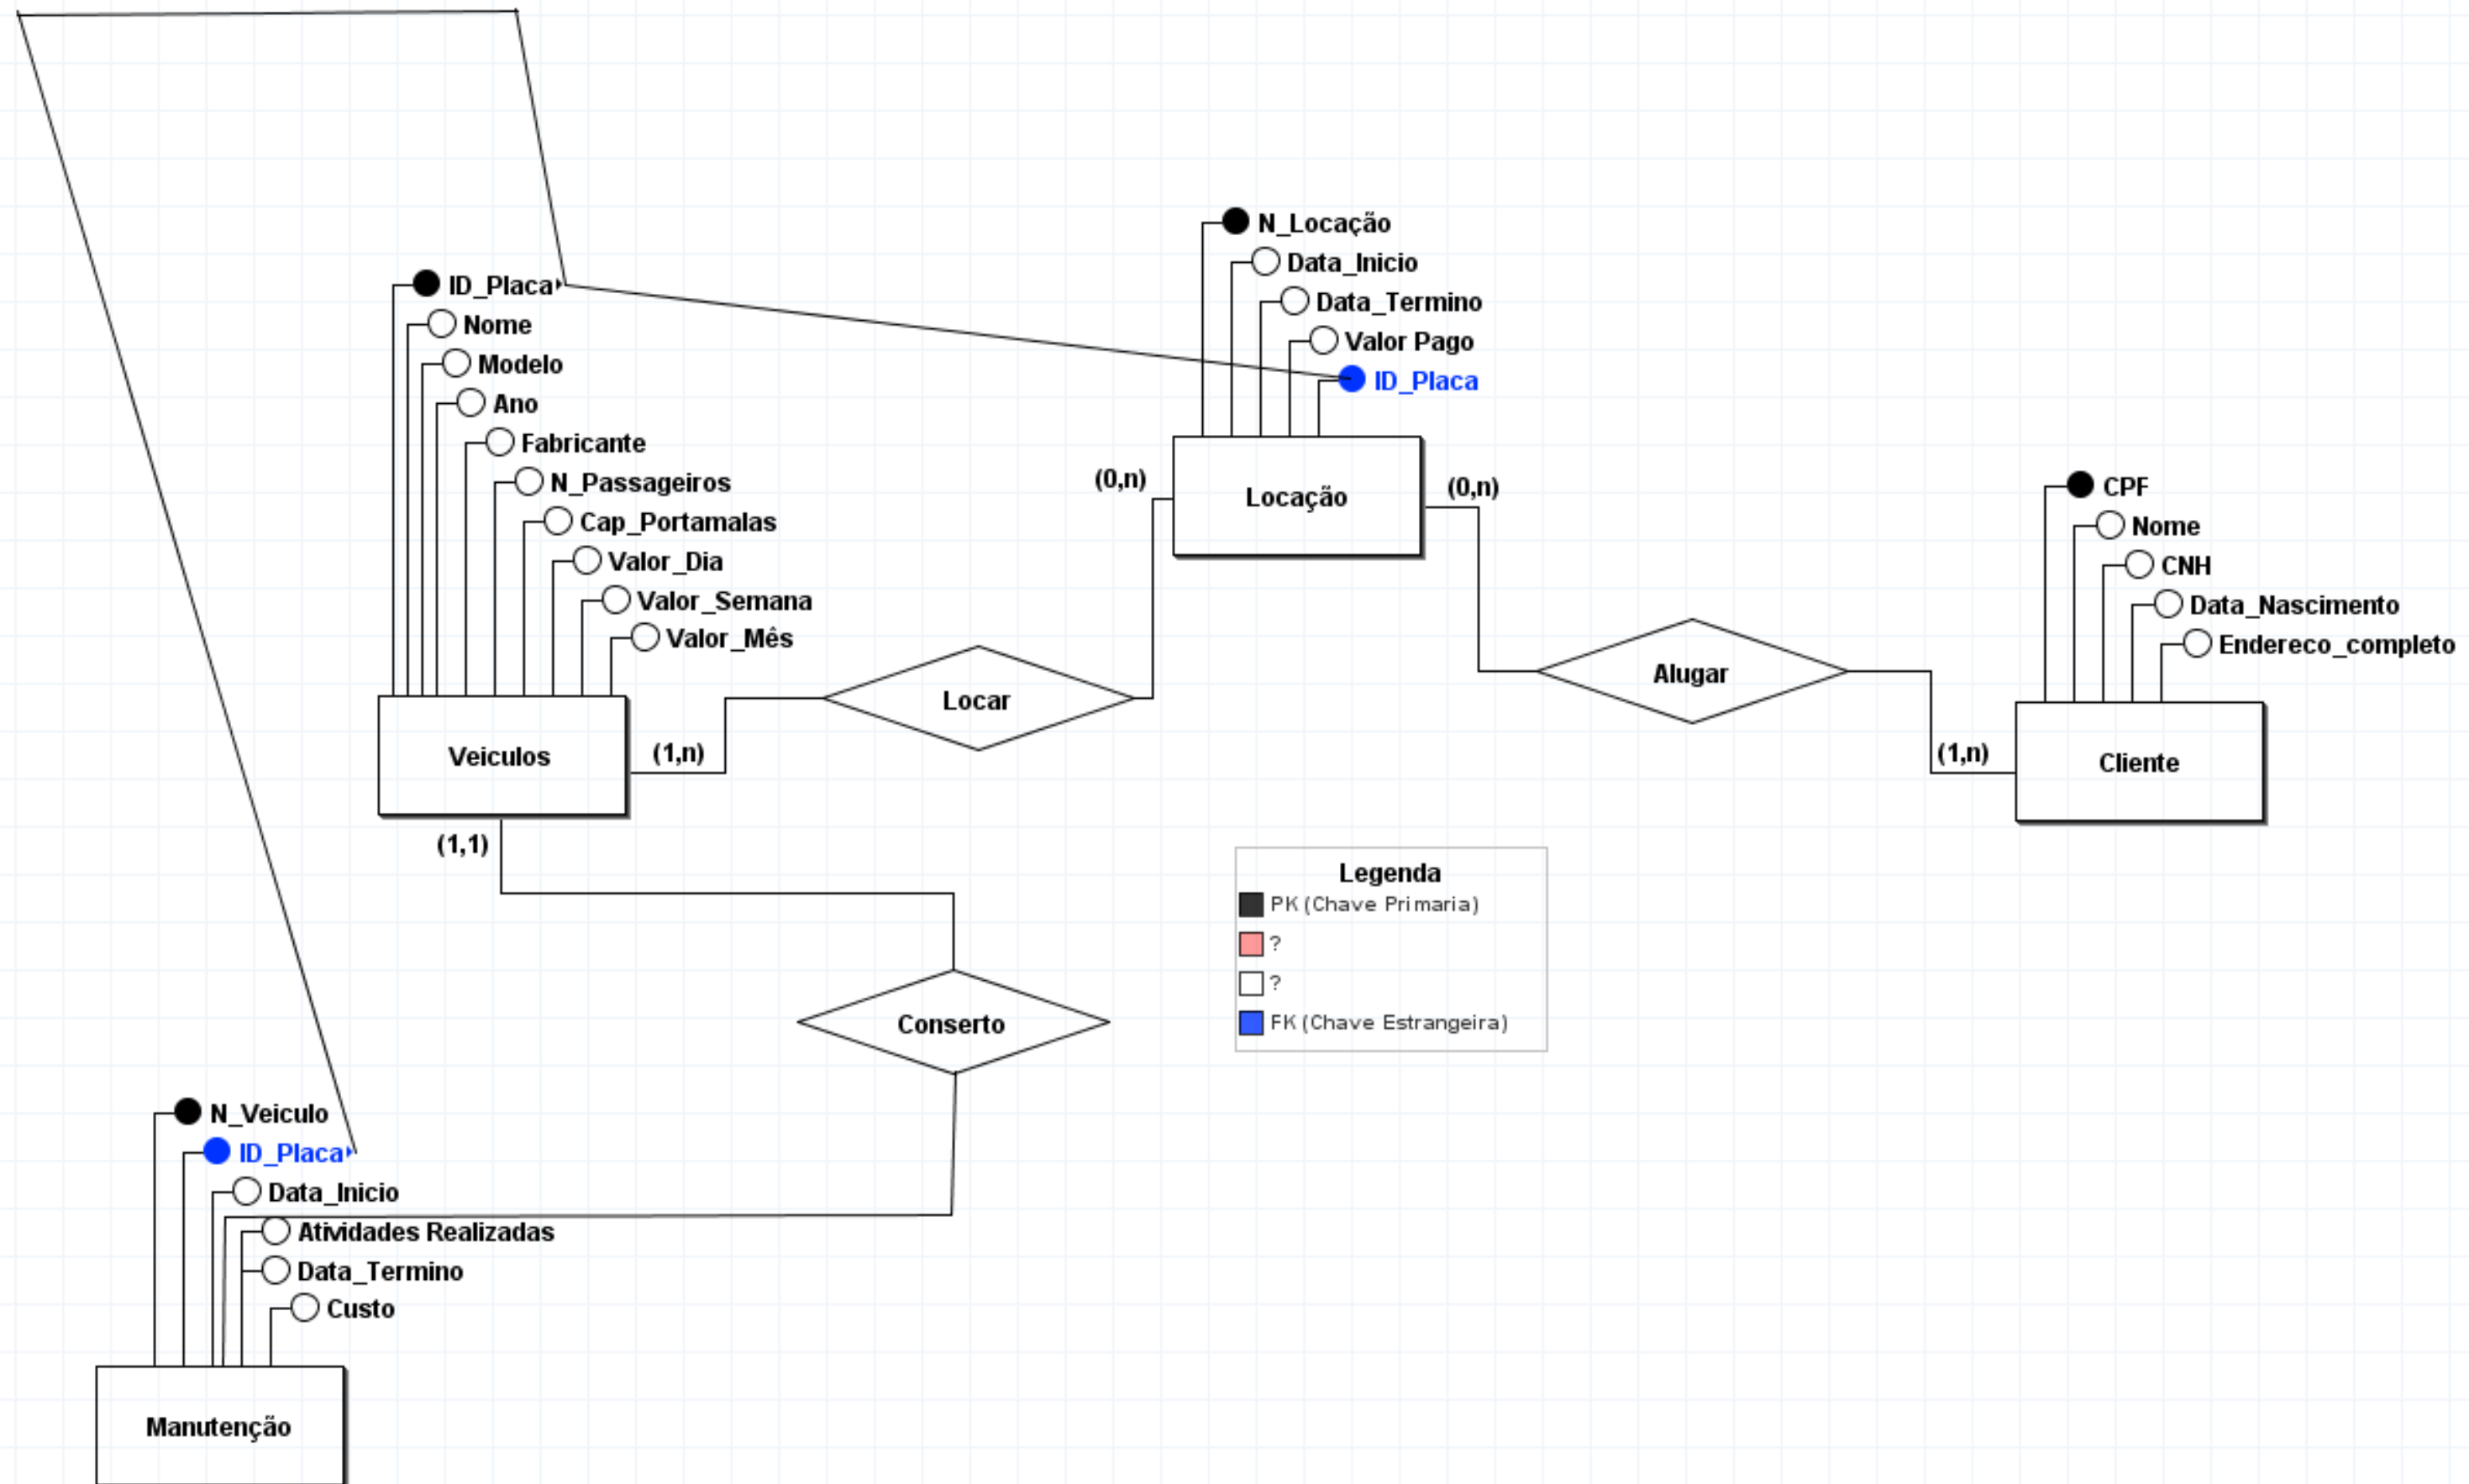 N_Locação
Data_Inicio
Data_Termino
Valor Pago
ID_Placa
ID_Placa
Nome
Modelo
Ano
Fabricante
N_Passageiros
Cap_Portamalas
Valor_Dia
Valor_Semana
Valor_Mês
(0,n)
Locação
(0,n)
CPF
Nome
CNH
Data_Nascimento
Endereco_completo
Veiculos
(1,n)
Locar
Alugar
(1,n)
Cliente
(1,1)
Conserto
Legenda
PK (Chave Primaria)
?
?
FK (Chave Estrangeira)
N_Veiculo
ID_Placa
Data_Inicio
Atividades Realizadas
Data_Termino
Custo
Manutenção